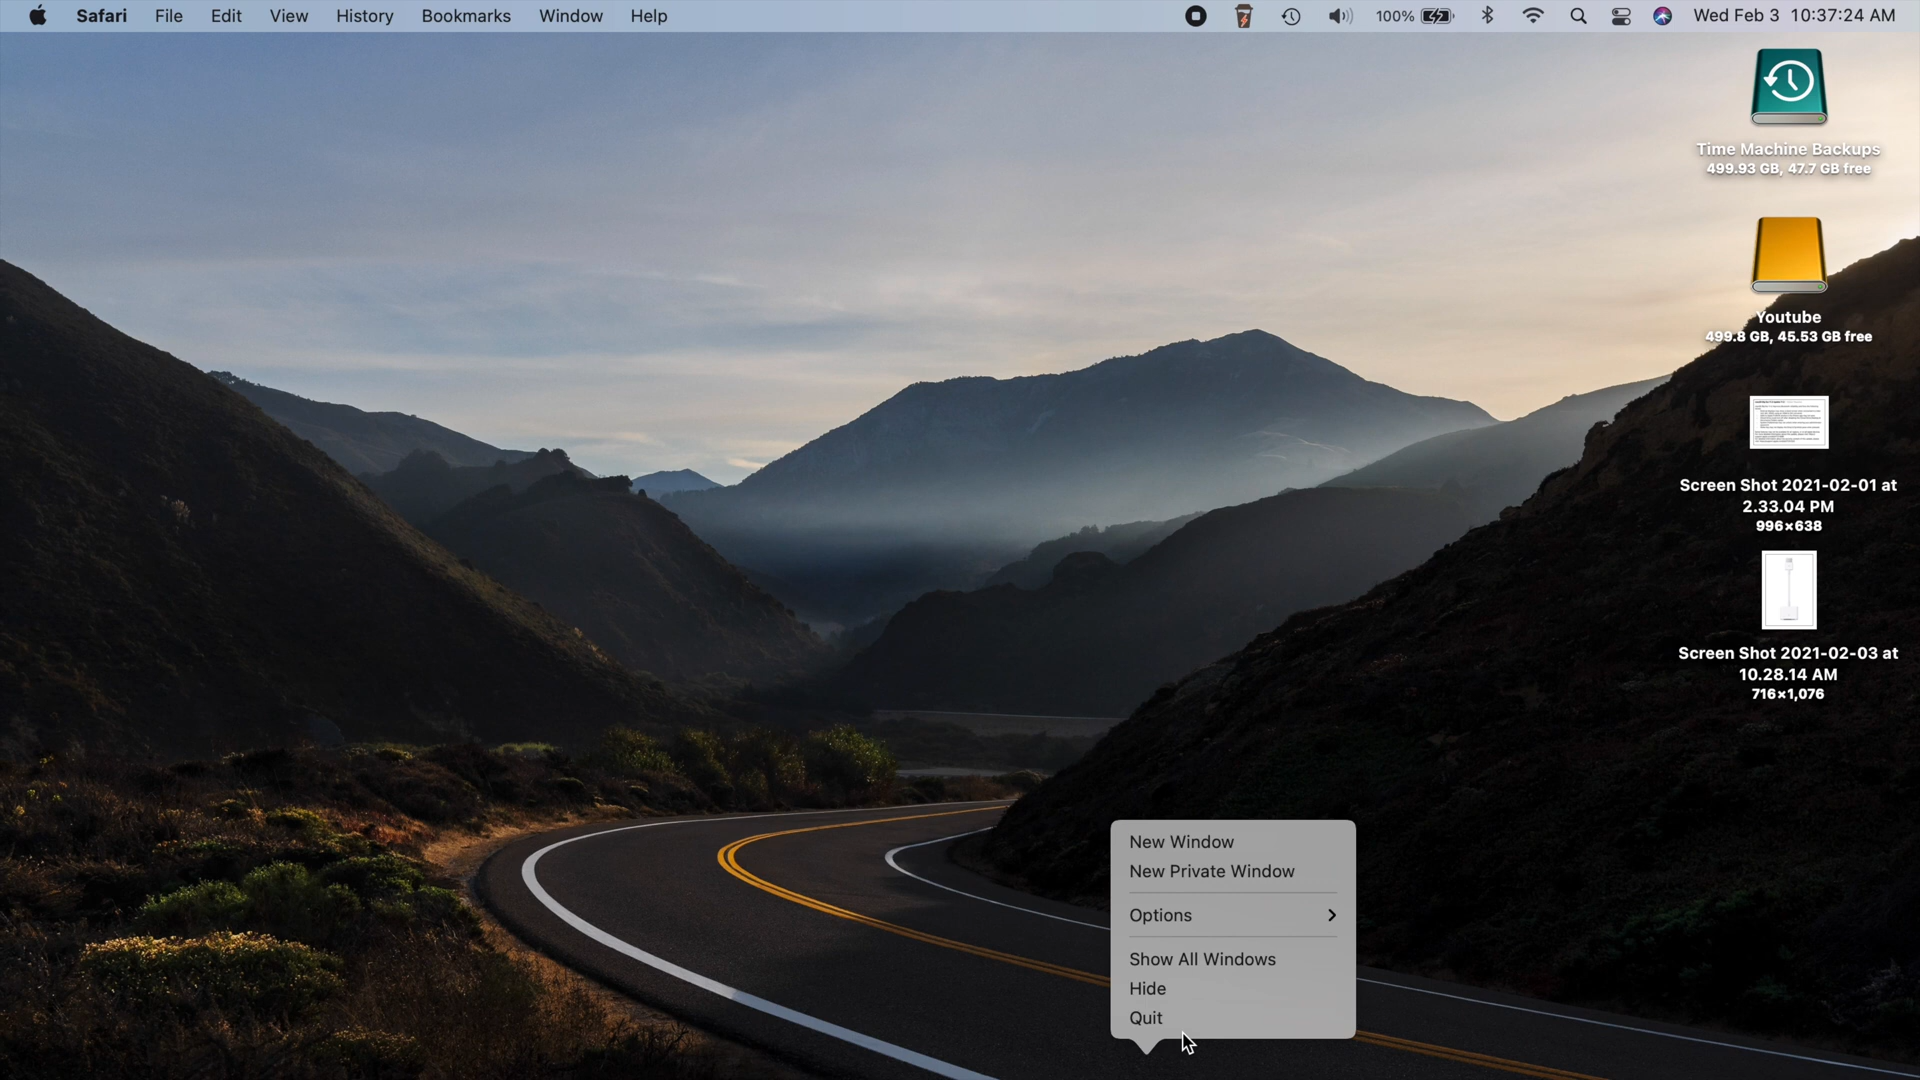 Safari File Edit View History Bookmarks Window Help 100% Wed Feb 3 10:37:24 AM
Time Machine Backups
499.93 GB, 47.7 GB free
Youtube
499.8 GB, 45.53 GB free
Screen Shot 2021-02-01 at
2.33.04 PM
996×638
Screen Shot 2021-02-03 at
10.28.14 AM
716×1,076
New Window
New Private Window
Options
Show All Windows
Hide
Quit